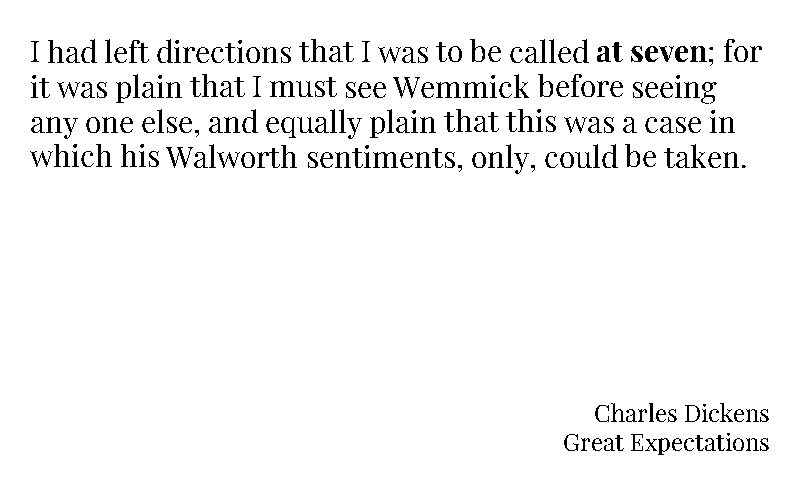 I had left directions that I was to be called at seven; for
it was plain that I must see Wemmick before seeing
any one else, and equally plain that this was a case in
which his Walworth sentiments, only, could be taken.
Charles Dickens
Great Expectations